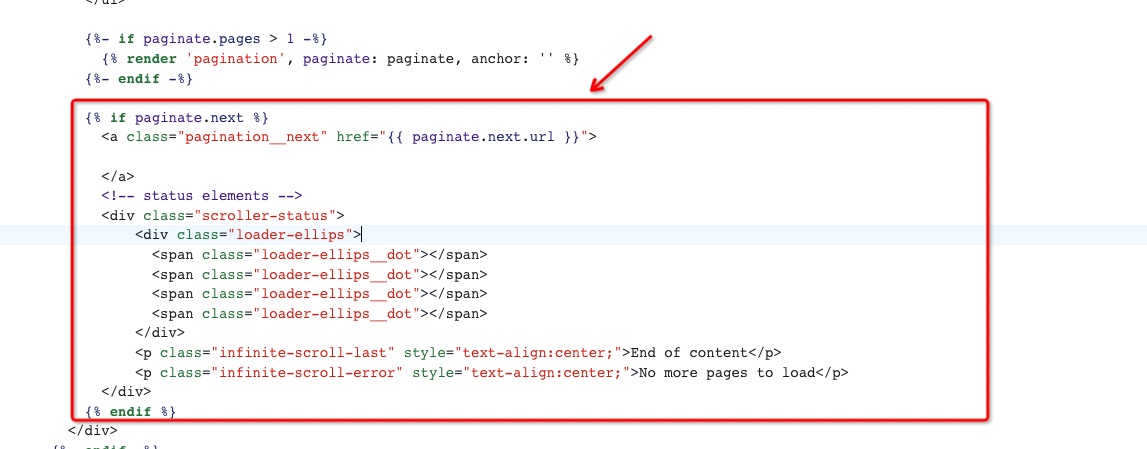 {%- if paginate.pages > 1 -%}
{% render 'pagination', paginate: paginate, anchor: '' %}
{%- endif -%}
{% if paginate.next %}
<a class="pagination__next" href="{{ paginate.next.url }}">
</a>
<!-- status elements -->
<div class="scroller-status">
<div class="loader-ellips">
<span class="loader-ellips__dot"></span>
<span class="loader-ellips__dot"></span>
<span class="loader-ellips__dot"></span>
<span class="loader-ellips__dot"></span>
</div>
<p class="infinite-scroll-last" style="text-align:center;">End of content</p>
<p class="infinite-scroll-error" style="text-align:center;">No more pages to load</p>
</div>
{% endif %}
</div>